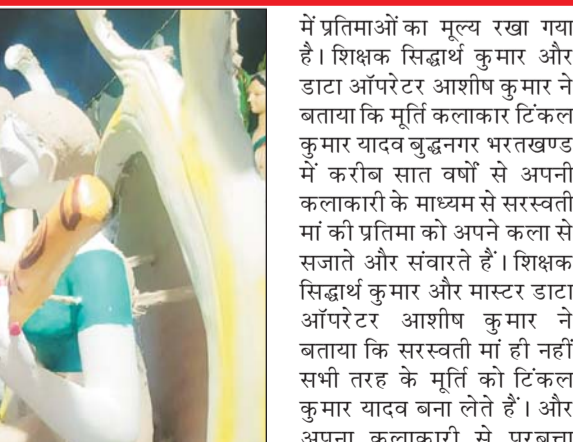 में प्रतिमाओं का मूल्य रखा गया
है। शिक्षक सिद्धार्थ कुमार और
डाटा ऑपरेटर आशीष कुमार ने
बताया कि मूर्ति कलाकार टिंकल
कुमार यादव बुद्धनगर भरतखण्ड
में करीब सात वर्षों से अपनी
कलाकारी के माध्यम से सरस्वती
मां की प्रतिमा को अपने कला से
सजाते और संवारते हैं। शिक्षक
सिद्धार्थ कुमार और मास्टर डाटा
ऑपरेटर आशीष कुमार ने
बताया कि सरस्वती मां ही नहीं
सभी तरह के मूर्ति को टिंकल
कुमार यादव बना लेते हैं। और
अपना कलाकारी से परबत्ता